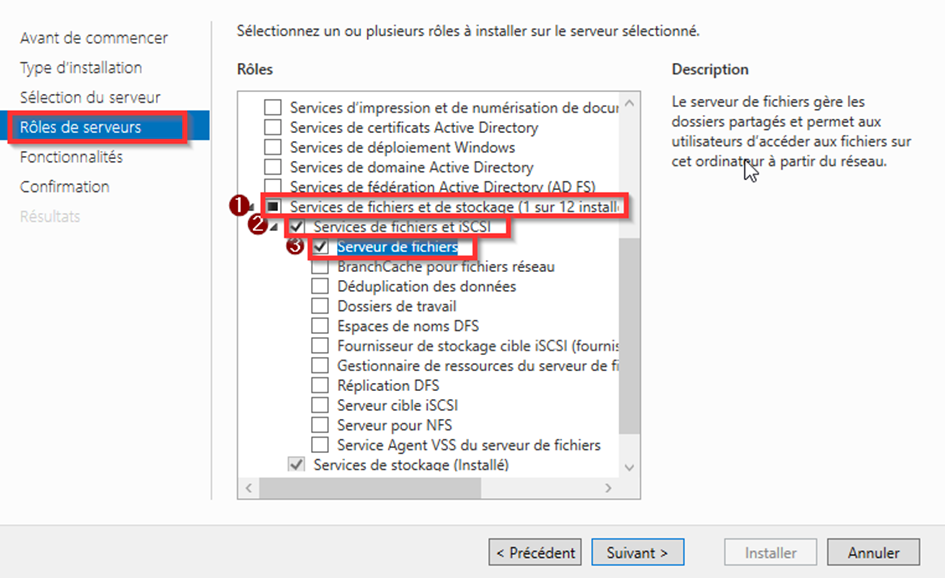 Sélectionnez un ou plusieurs rôles à installer sur le serveur sélectionné.
Avant de commencer
Type d'installation
Sélection du serveur
Rôles de serveurs
Fonctionnalités
Confirmation
Résultats
Rôles
Services d'impression et de numérisation de docu
Services de certificats Active Directory
Services de déploiement Windows
Services de domaine Active Directory
Services de fédération Active Directory (AD FS)
1 Services de fichiers et de stockage (1 sur 12 install
2 Services de fichiers et iSCSI
3 Serveur de fichiers
BranchCache pour fichiers réseau
Déduplication des données
Dossiers de travail
Espaces de noms DFS
Fournisseur de stockage cible iSCSI (fournis
Gestionnaire de ressources du serveur de fi
Réplication DFS
Serveur cible iSCSI
Serveur pour NFS
Service Agent VSS du serveur de fichiers
Services de stockage (Installé)
Description
Le serveur de fichiers gère les
dossiers partagés et permet aux
utilisateurs d'accéder aux fichiers sur
cet ordinateur à partir du réseau.
< Précédent
Suivant >
Installer
Annuler